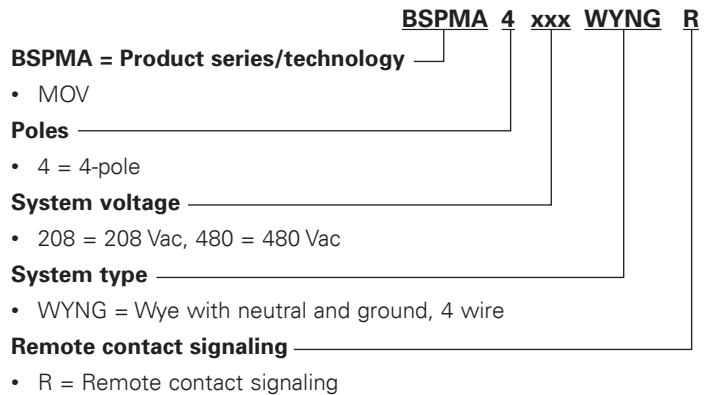 BSPMA 4 xxx WYNG R
BSPMA = Product series/technology
• MOV
Poles
• 4 = 4-pole
System voltage
• 208 = 208 Vac, 480 = 480 Vac
System type
• WYNG = Wye with neutral and ground, 4 wire
Remote contact signaling
• R = Remote contact signaling